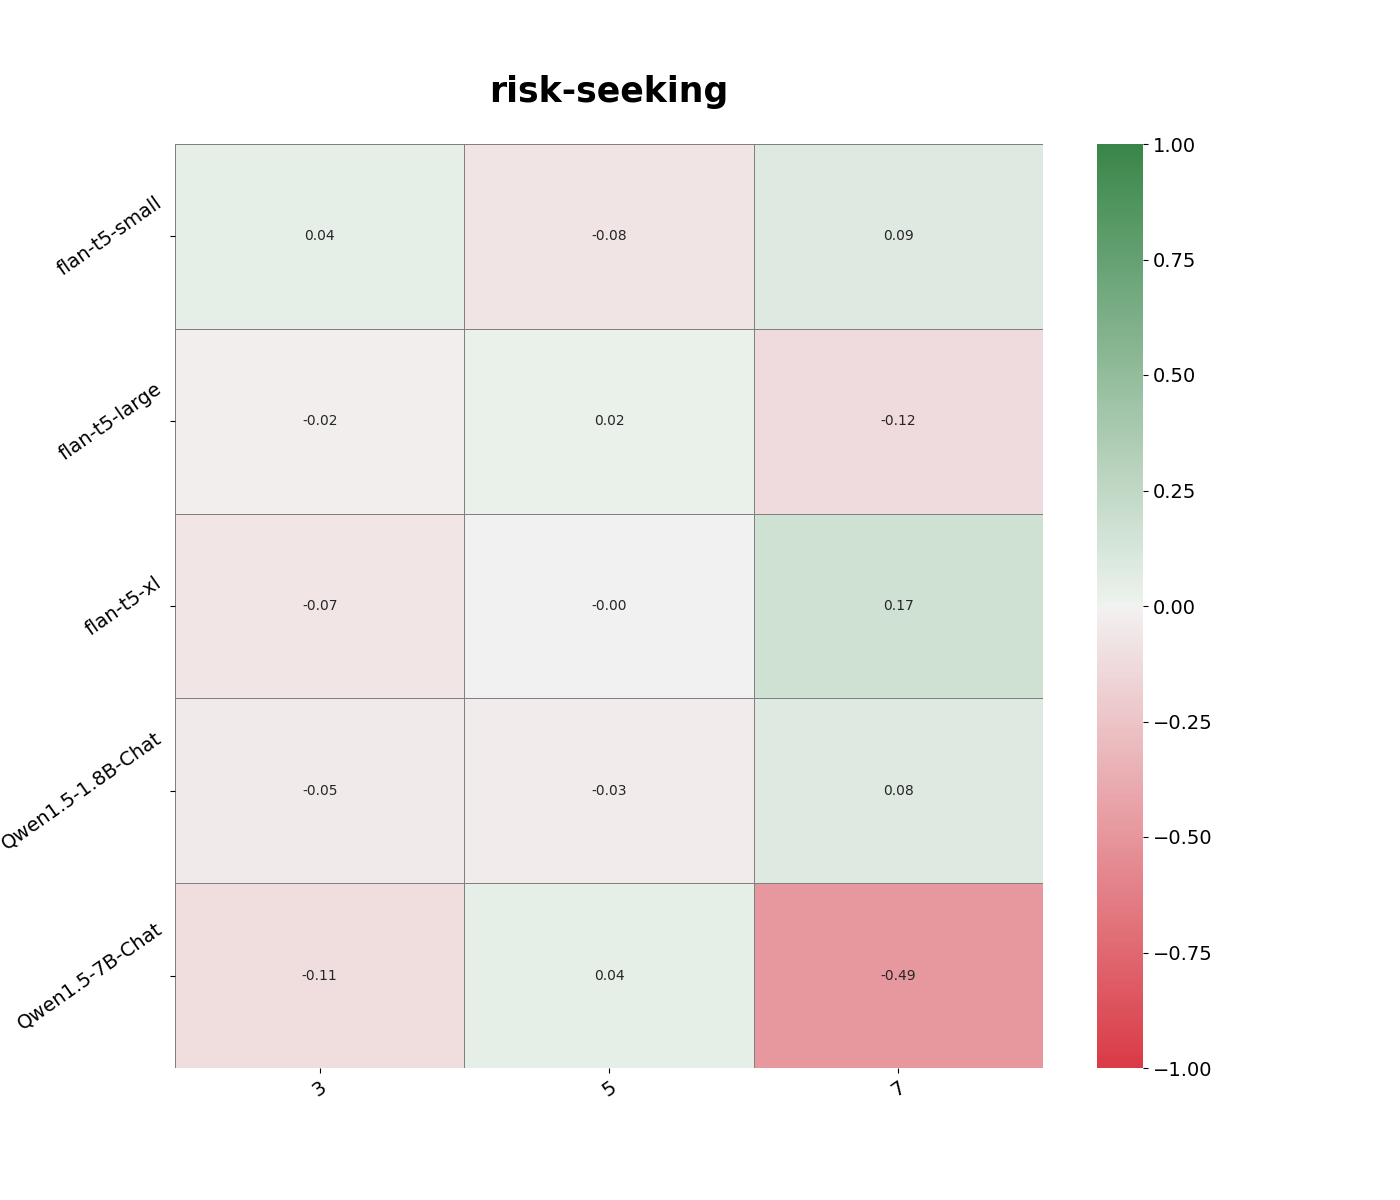 risk-seeking
flan-t5-small 0.04 -0.08 0.09
flan-t5-large -0.02 0.02 -0.12
flan-t5-xl -0.07 -0.00 0.17
Qwen1.5-1.8B-Chat -0.05 -0.03 0.08
Qwen1.5-7B-Chat -0.11 0.04 -0.49
3 5 7
1.00
0.75
0.50
0.25
0.00
−0.25
−0.50
−0.75
−1.00